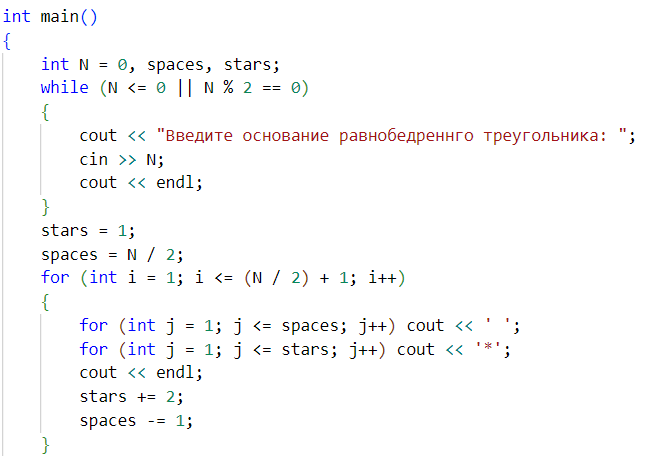 int main()
{
int N = 0, spaces, stars;
while (N <= 0 || N % 2 == 0)
{
cout << "Введите основание равнобедреннго треугольника: ";
cin >> N;
cout << endl;
}
stars = 1;
spaces = N / 2;
for (int i = 1; i <= (N / 2) + 1; i++)
{
for (int j = 1; j <= spaces; j++) cout << ' ';
for (int j = 1; j <= stars; j++) cout << '*';
cout << endl;
stars += 2;
spaces -= 1;
}